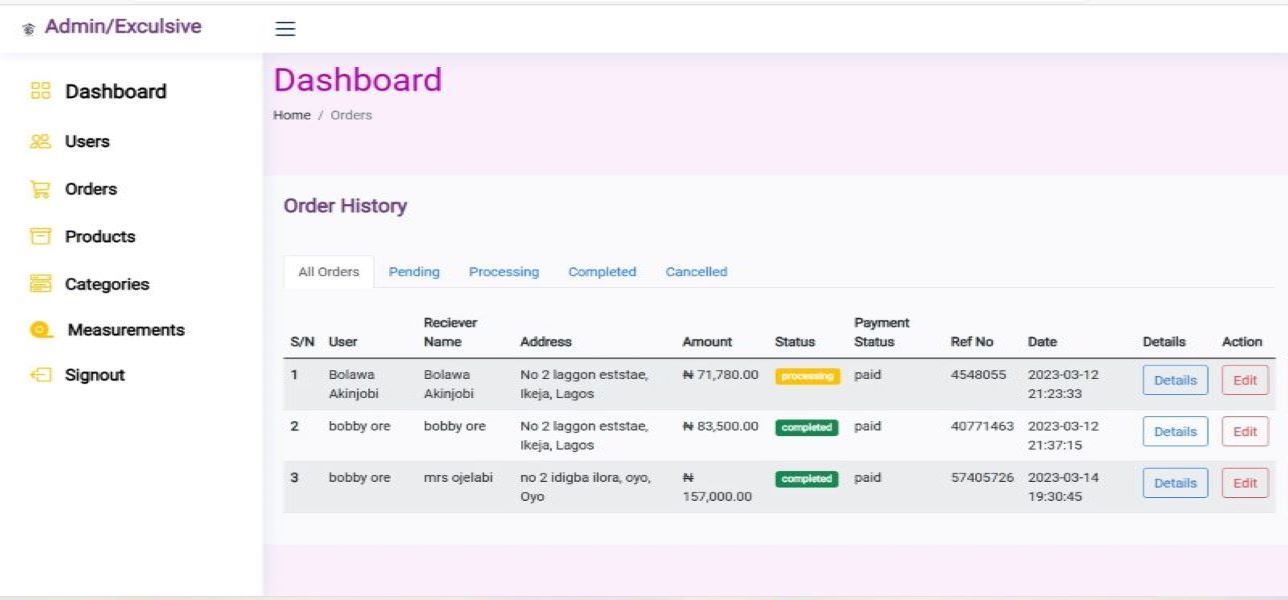 Admin/Exculsive
Dashboard
Users
Orders
Products
Categories
Measurements
Signout
Dashboard
Home / Orders
Order History
All Orders Pending Processing Completed Cancelled
S/N User Reciever Name Address Amount Status Payment Status Ref No Date Details Action
1 Bolawa Akinjobi Bolawa Akinjobi No 2 laggon eststae, Ikeja, Lagos ₦ 71,780.00 processing paid 4548055 2023-03-12 21:23:33 Details Edit
2 bobby ore bobby ore No 2 laggon eststae, Ikeja, Lagos ₦ 83,500.00 completed paid 40771463 2023-03-12 21:37:15 Details Edit
3 bobby ore mrs ojelabi no 2 idigba ilora, oyo, Oyo ₦ 157,000.00 completed paid 57405726 2023-03-14 19:30:45 Details Edit